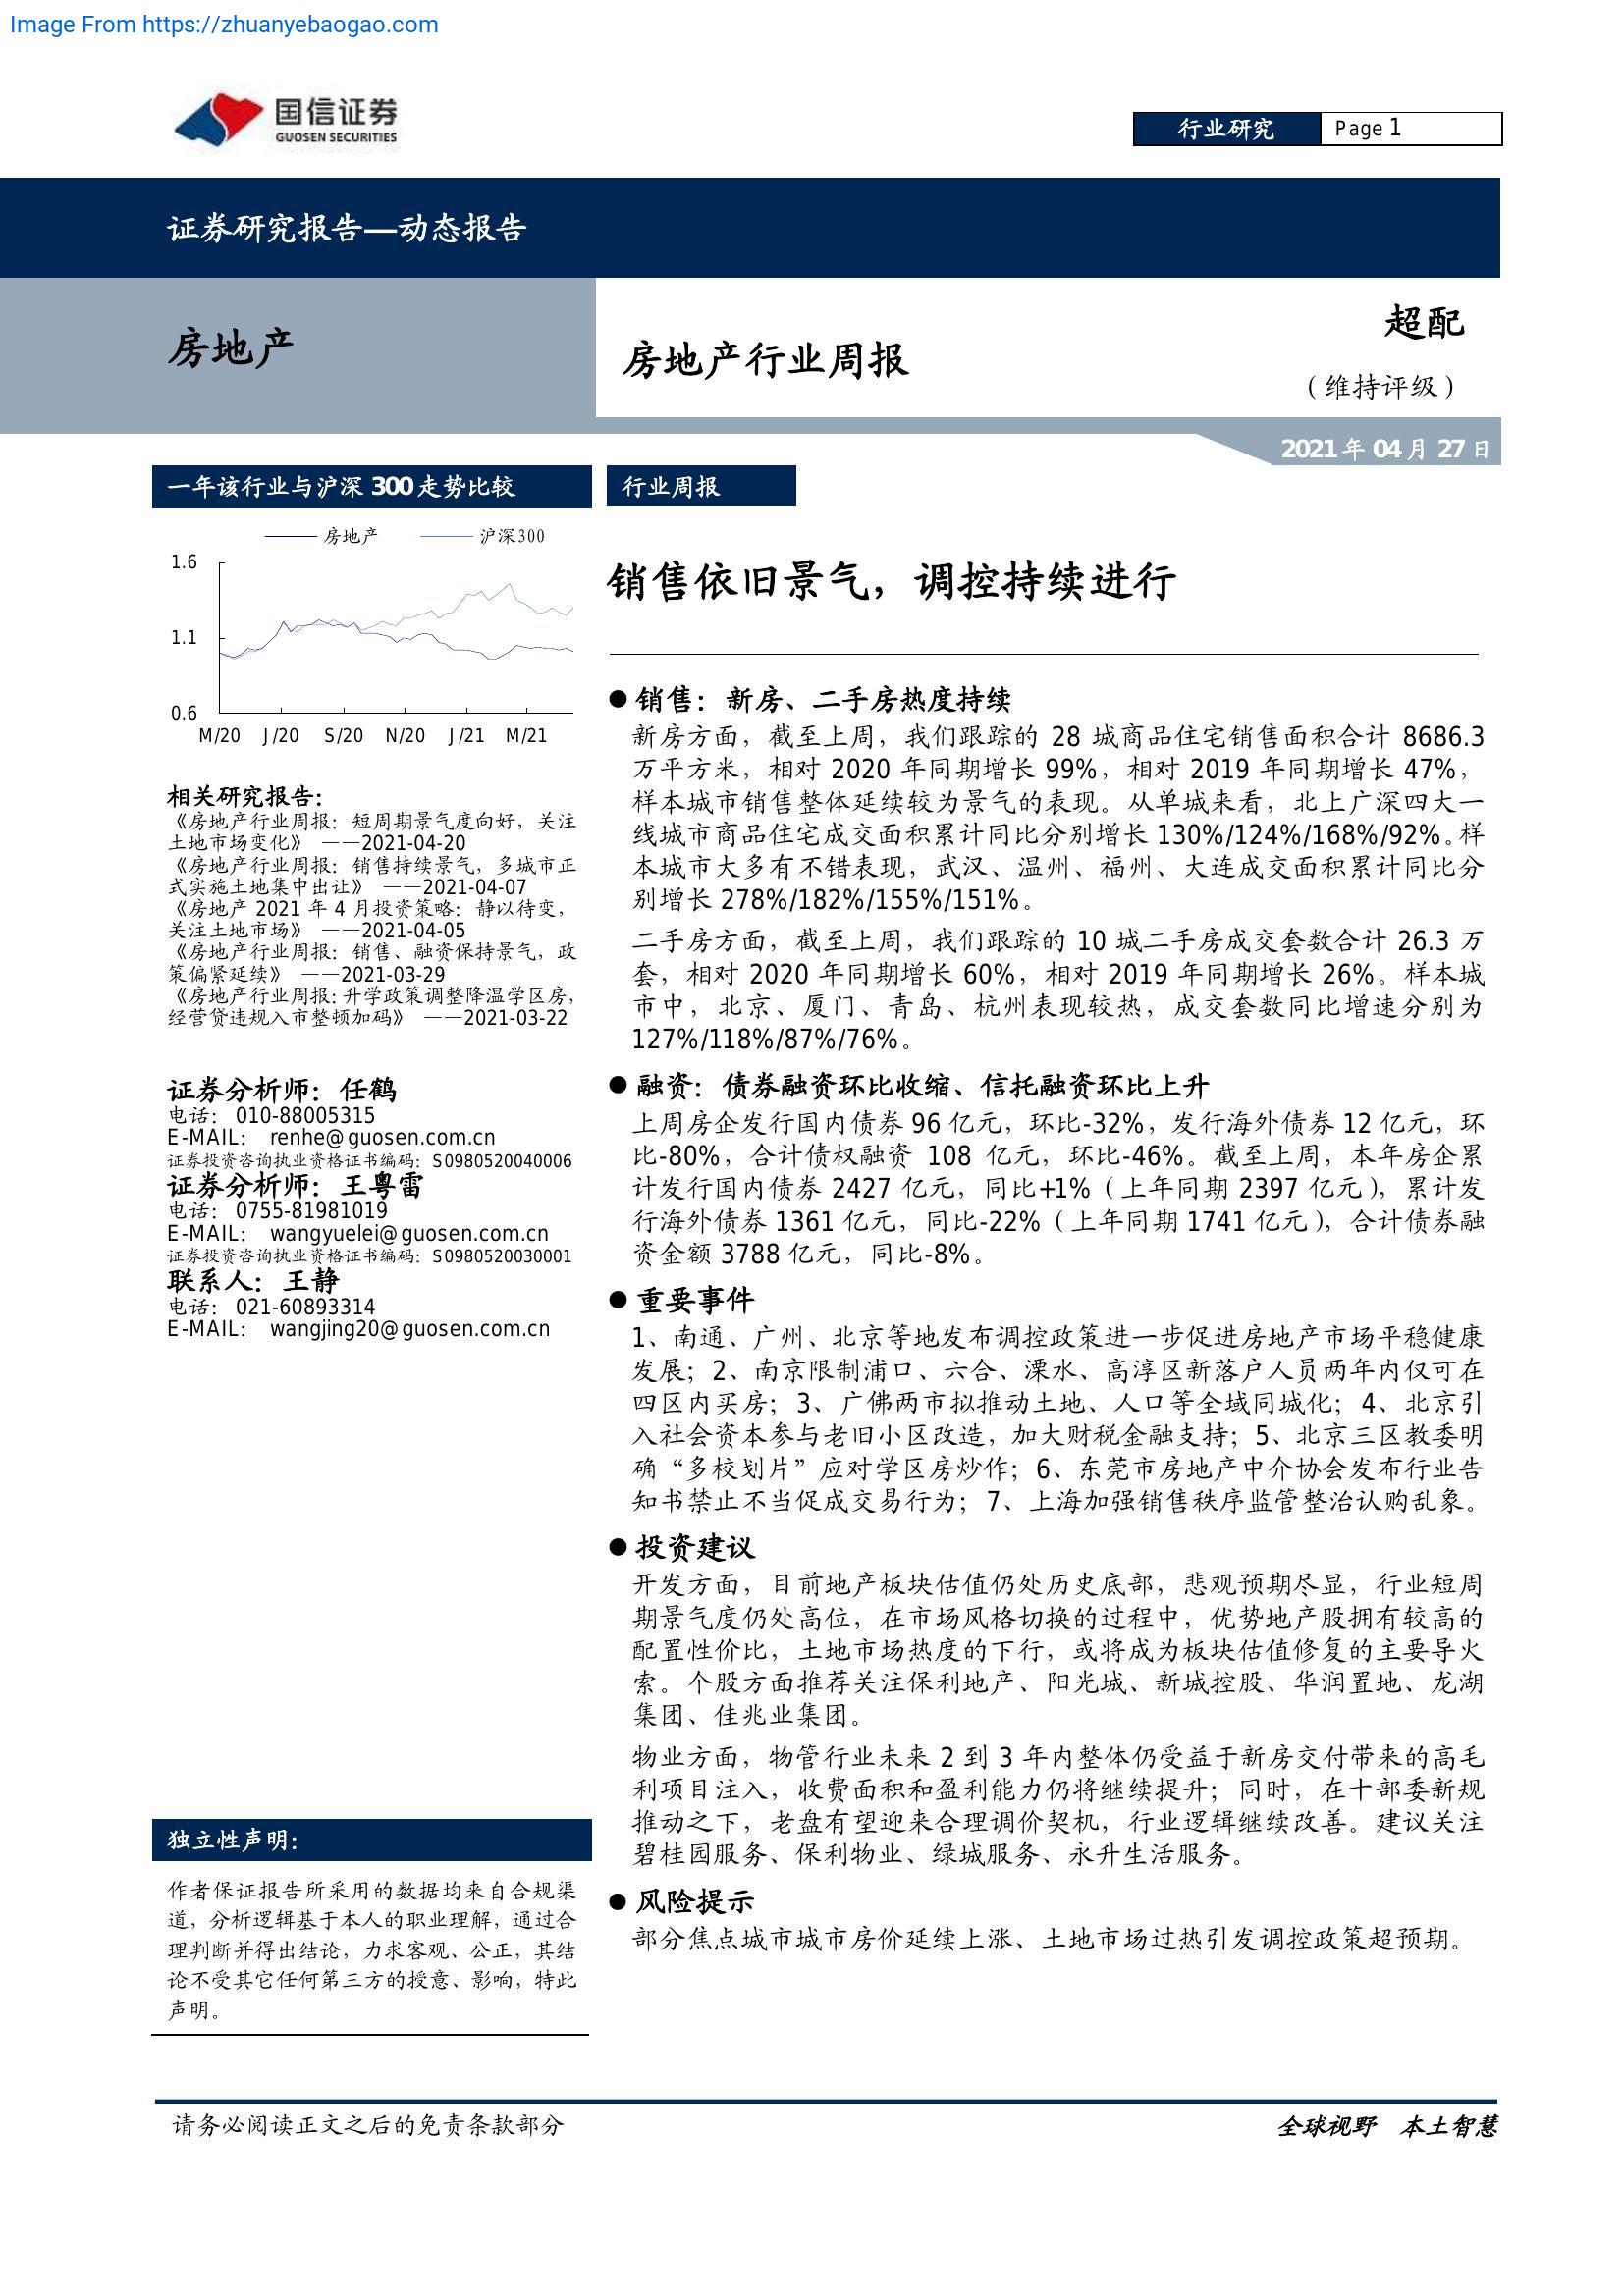 Image From https://zhuanyebaogao.com
国信证券
GUOSEN SECURITIES
行业研究
Page 1
证券研究报告—动态报告
房地产
房地产行业周报
超配
（维持评级）
2021 年 04 月 27 日
一年该行业与沪深 300 走势比较
房地产 沪深300
1.6
1.1
0.6
M/20 J/20 S/20 N/20 J/21 M/21
相关研究报告：
《房地产行业周报：短周期景气度向好，关注
土地市场变化》 ——2021-04-20
《房地产行业周报：销售持续景气，多城市正
式实施土地集中出让》 ——2021-04-07
《房地产 2021 年 4 月投资策略：静以待变，
关注土地市场》 ——2021-04-05
《房地产行业周报：销售、融资保持景气，政
策偏紧延续》 ——2021-03-29
《房地产行业周报：升学政策调整降温学区房，
经营贷违规入市整顿加码》 ——2021-03-22
证券分析师：任鹤
电话： 010-88005315
E-MAIL： renhe@guosen.com.cn
证券投资咨询执业资格证书编码：S0980520040006
证券分析师：王粤雷
电话： 0755-81981019
E-MAIL： wangyuelei@guosen.com.cn
证券投资咨询执业资格证书编码：S0980520030001
联系人：王静
电话： 021-60893314
E-MAIL： wangjing20@guosen.com.cn
独立性声明：
作者保证报告所采用的数据均来自合规渠
道，分析逻辑基于本人的职业理解，通过合
理判断并得出结论，力求客观、公正，其结
论不受其它任何第三方的授意、影响，特此
声明。
行业周报
销售依旧景气，调控持续进行
● 销售：新房、二手房热度持续
新房方面，截至上周，我们跟踪的 28 城商品住宅销售面积合计 8686.3
万平方米，相对 2020 年同期增长 99%，相对 2019 年同期增长 47%，
样本城市销售整体延续较为景气的表现。从单城来看，北上广深四大一
线城市商品住宅成交面积累计同比分别增长 130%/124%/168%/92%。样
本城市大多有不错表现，武汉、温州、福州、大连成交面积累计同比分
别增长 278%/182%/155%/151%。
二手房方面，截至上周，我们跟踪的 10 城二手房成交套数合计 26.3 万
套，相对 2020 年同期增长 60%，相对 2019 年同期增长 26%。样本城
市中，北京、厦门、青岛、杭州表现较热，成交套数同比增速分别为
127%/118%/87%/76%。
● 融资：债券融资环比收缩、信托融资环比上升
上周房企发行国内债券 96 亿元，环比-32%，发行海外债券 12 亿元，环
比-80%，合计债权融资 108 亿元，环比-46%。截至上周，本年房企累
计发行国内债券 2427 亿元，同比+1%（上年同期 2397 亿元），累计发
行海外债券 1361 亿元，同比-22%（上年同期 1741 亿元），合计债券融
资金额 3788 亿元，同比-8%。
● 重要事件
1、南通、广州、北京等地发布调控政策进一步促进房地产市场平稳健康
发展；2、南京限制浦口、六合、溧水、高淳区新落户人员两年内仅可在
四区内买房；3、广佛两市拟推动土地、人口等全域同城化；4、北京引
入社会资本参与老旧小区改造，加大财税金融支持；5、北京三区教委明
确“多校划片”应对学区房炒作；6、东莞市房地产中介协会发布行业告
知书禁止不当促成交易行为；7、上海加强销售秩序监管整治认购乱象。
● 投资建议
开发方面，目前地产板块估值仍处历史底部，悲观预期尽显，行业短周
期景气度仍处高位，在市场风格切换的过程中，优势地产股拥有较高的
配置性价比，土地市场热度的下行，或将成为板块估值修复的主要导火
索。个股方面推荐关注保利地产、阳光城、新城控股、华润置地、龙湖
集团、佳兆业集团。
物业方面，物管行业未来 2 到 3 年内整体仍受益于新房交付带来的高毛
利项目注入，收费面积和盈利能力仍将继续提升；同时，在十部委新规
推动之下，老盘有望迎来合理调价契机，行业逻辑继续改善。建议关注
碧桂园服务、保利物业、绿城服务、永升生活服务。
● 风险提示
部分焦点城市城市房价延续上涨、土地市场过热引发调控政策超预期。
请务必阅读正文之后的免责条款部分
全球视野 本土智慧